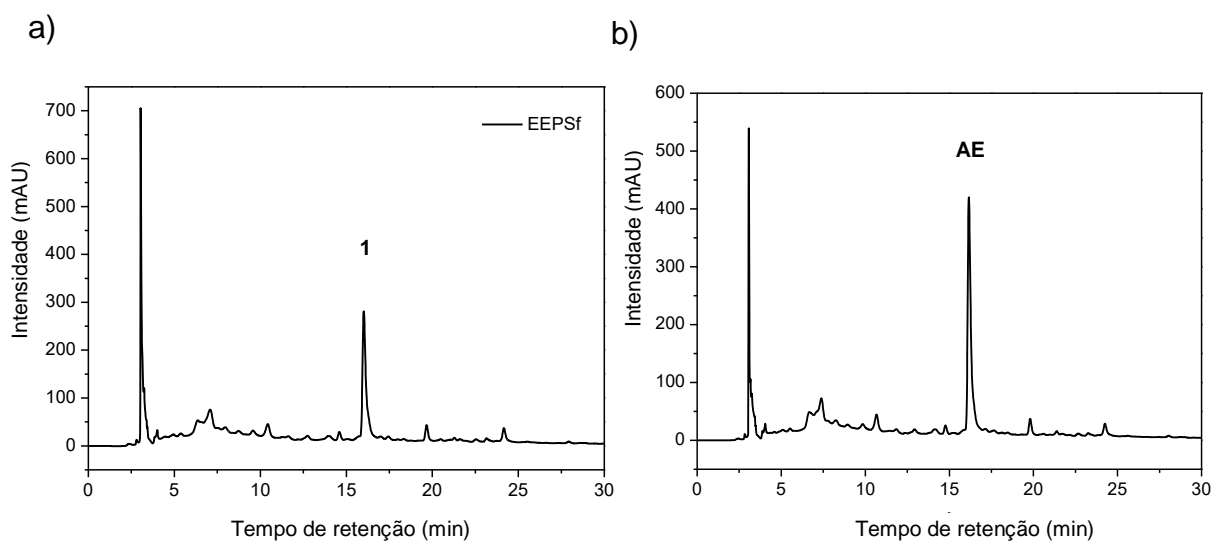 a)
700
600
500
400
300
200
100
0
Intensidade (mAU)
EEPSf
1
0 5 10 15 20 25 30
Tempo de retenção (min)
b)
600
500
400
300
200
100
0
Intensidade (mAU)
AE
0 5 10 15 20 25 30
Tempo de retenção (min)